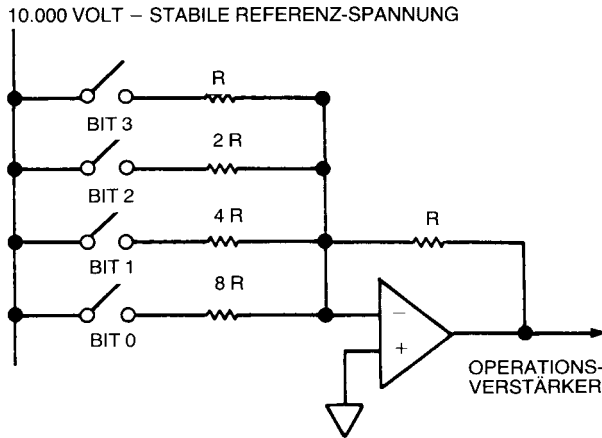 10.000 VOLT – STABILE REFERENZ-SPANNUNG
R
BIT 3
2 R
BIT 2
4 R
R
BIT 1
8 R
BIT 0
−
+
OPERATIONS-
VERSTÄRKER